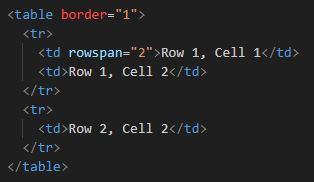 <table border="1">
  <tr>
    <td rowspan="2">Row 1, Cell 1</td>
    <td>Row 1, Cell 2</td>
  </tr>
  <tr>
    <td>Row 2, Cell 2</td>
  </tr>
</table>